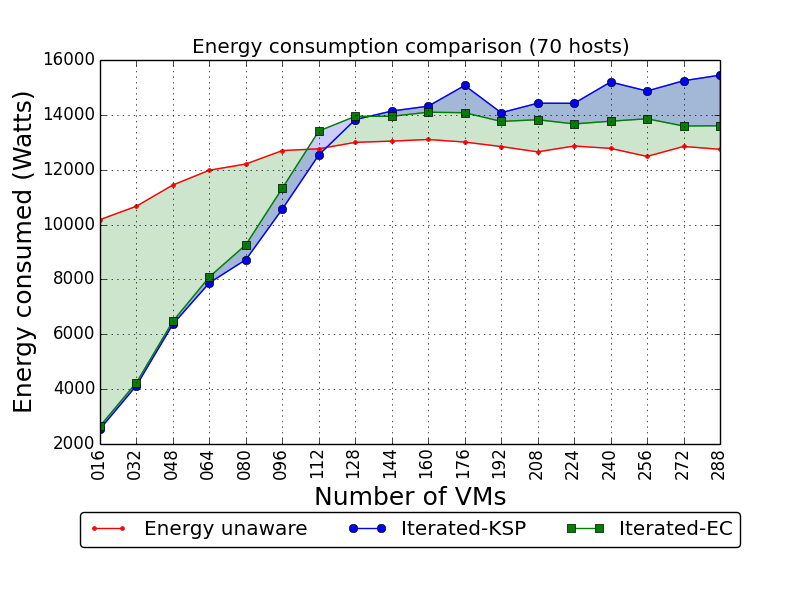 Energy consumption comparison (70 hosts)
Energy consumed (Watts)
16000
14000
12000
10000
8000
6000
4000
2000
016 032 048 064 080 096 112 128 144 160 176 192 208 224 240 256 272 288
Number of VMs
Energy unaware Iterated-KSP Iterated-EC